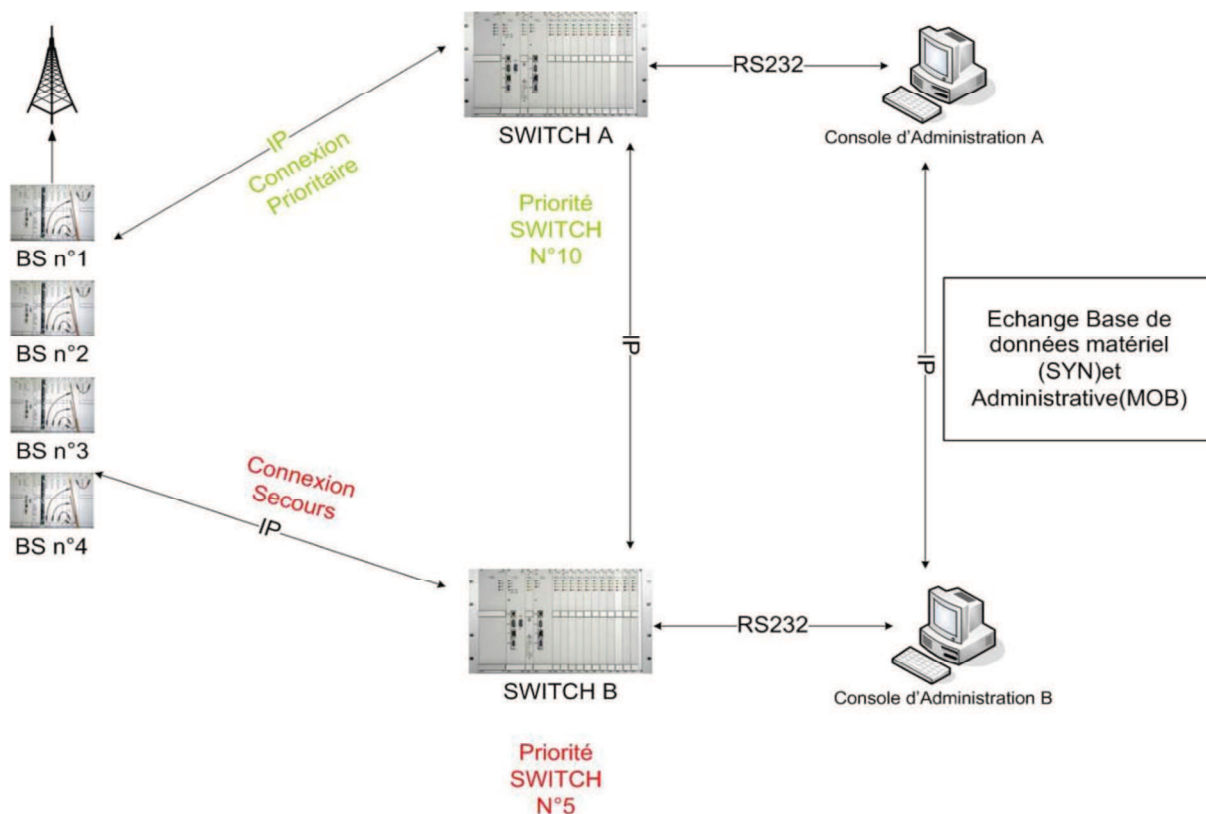 SWITCH A
RS232
Console d'Administration A
IP
Connexion
Prioritaire
Priorité
SWITCH
N°10
BS n°1
BS n°2
BS n°3
BS n°4
IP
IP
Echange Base de
données matériel
(SYN)et
Administrative(MOB)
Connexion
Secours
IP
SWITCH B
RS232
Console d'Administration B
Priorité
SWITCH
N°5